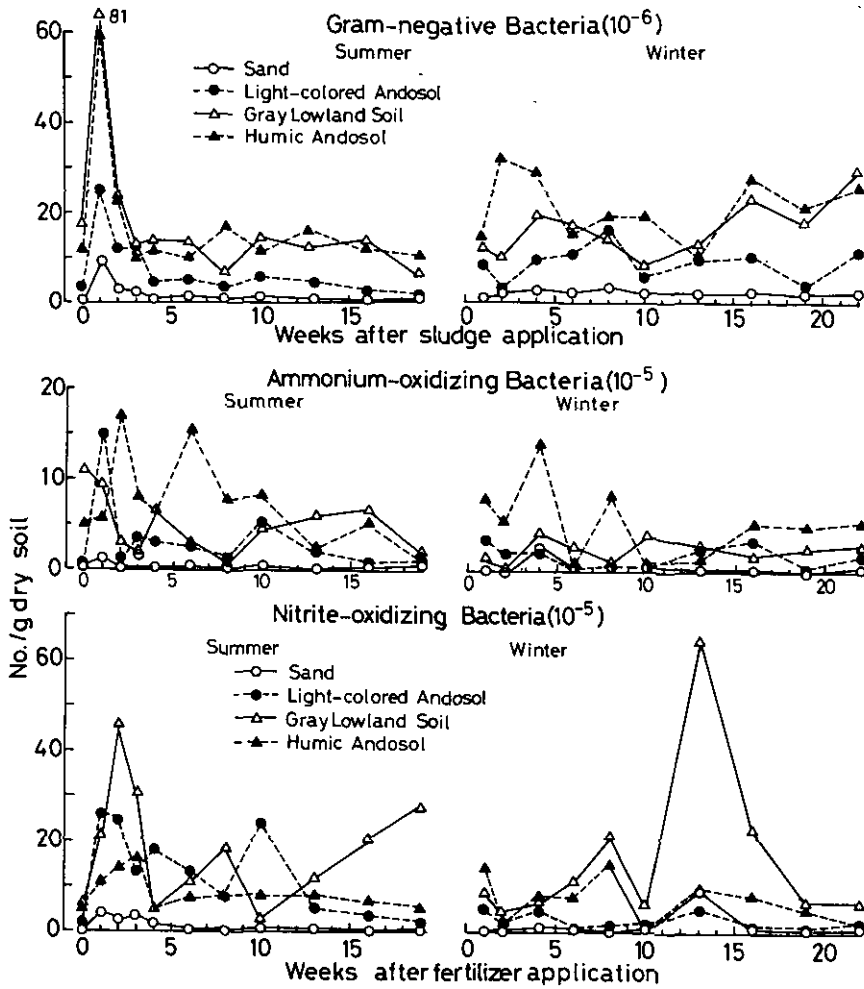 Gram-negative Bacteria(10⁻⁶)
Summer
Winter
81
Sand
Light-colored Andosol
Gray Lowland Soil
Humic Andosol
60
40
20
0
0 5 10 15
0 5 10 15 20
Weeks after sludge application
Ammonium-oxidizing Bacteria(10⁻⁵)
Summer
Winter
20
10
0
0 5 10 15
0 5 10 15 20
Nitrite-oxidizing Bacteria(10⁻⁵)
Summer
Winter
Sand
Light-colored Andosol
Gray Lowland Soil
Humic Andosol
60
40
20
0
0 5 10 15
0 5 10 15 20
Weeks after fertilizer application
No./g dry soil